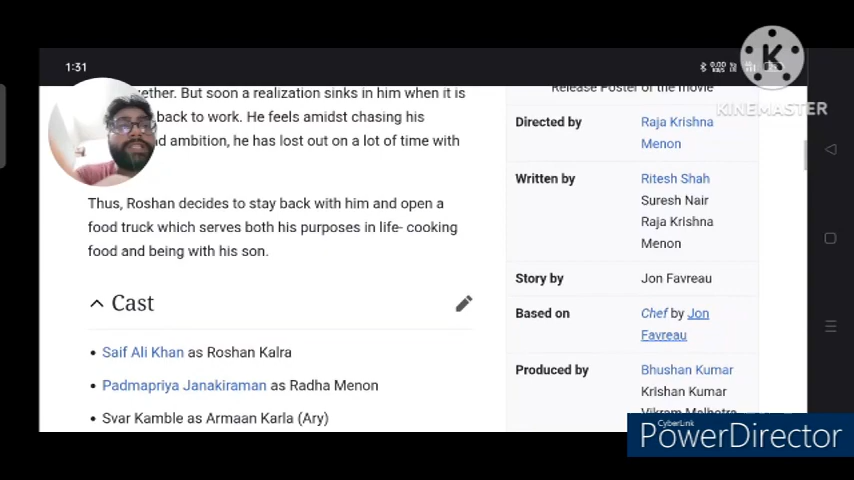 1:31
KINEMASTER
ether. But soon a realization sinks in him when it is
back to work. He feels amidst chasing his
d ambition, he has lost out on a lot of time with
Thus, Roshan decides to stay back with him and open a
food truck which serves both his purposes in life- cooking
food and being with his son.
Cast
• Saif Ali Khan as Roshan Kalra
• Padmapriya Janakiraman as Radha Menon
• Svar Kamble as Armaan Karla (Ary)
Release Poster of the movie
Directed by Raja Krishna
Menon
Written by Ritesh Shah
Suresh Nair
Raja Krishna
Menon
Story by Jon Favreau
Based on Chef by Jon
Favreau
Produced by Bhushan Kumar
Krishan Kumar
Vikram Malhotra
CyberLink
PowerDirector